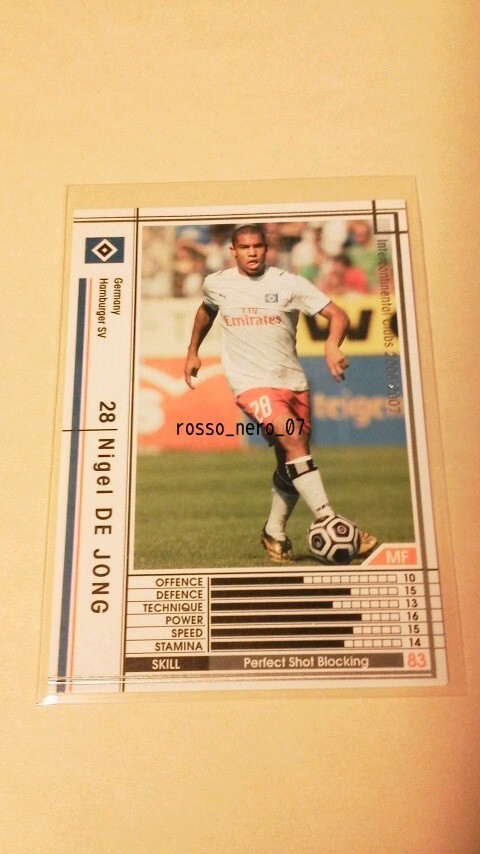 Germany
Hamburger SV
28 Nigel DE JONG
Intercontinental Clubs 2006-2007
Fly
Emirates
28
rosso_nero_07
MF
OFFENCE 10
DEFENCE 15
TECHNIQUE 13
POWER 16
SPEED 15
STAMINA 14
SKILL Perfect Shot Blocking 83